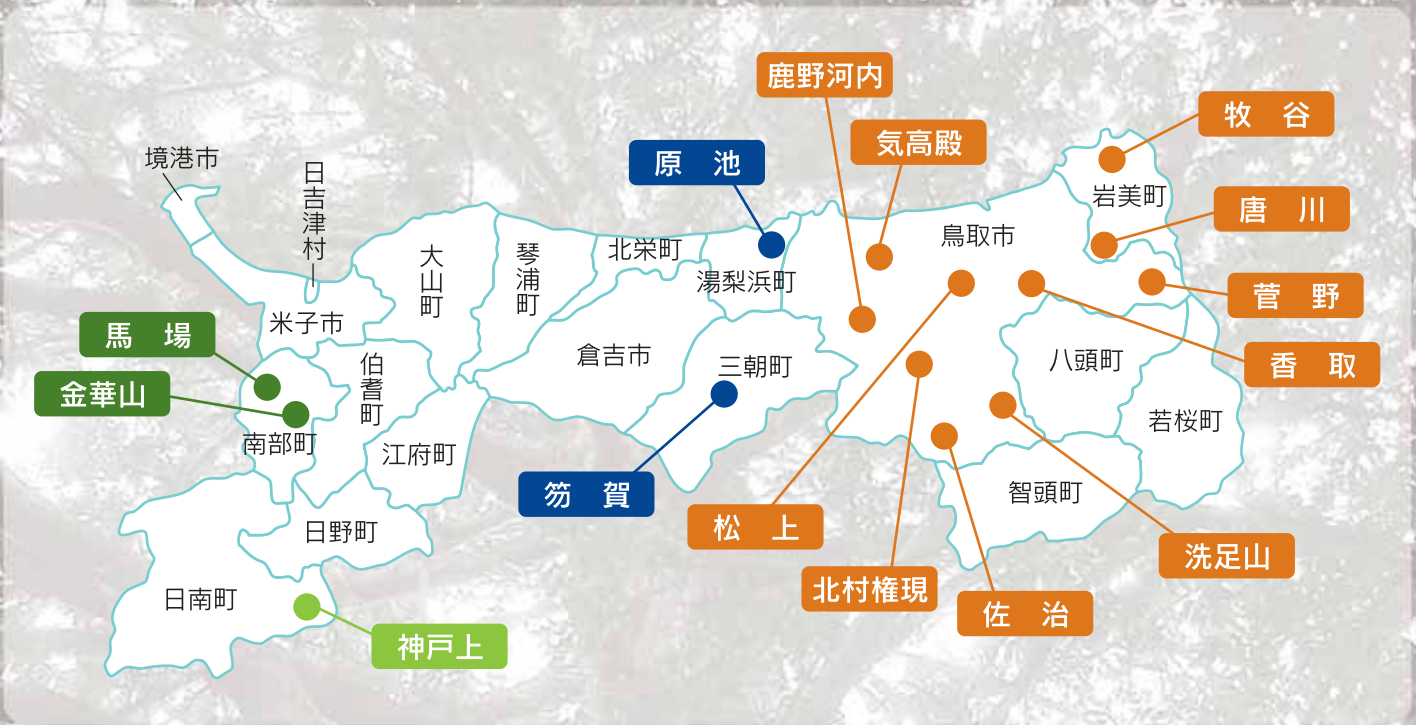 鹿野河内
気高殿
牧　谷
原　池
境港市
日吉津村
岩美町
唐　川
大山町
琴浦町
北栄町
鳥取市
湯梨浜町
菅　野
米子市
馬　場
倉吉市
三朝町
八頭町
香　取
伯耆町
金華山
南部町
江府町
若桜町
笏　賀
智頭町
松　上
日野町
洗足山
北村権現
佐　治
日南町
神戸上